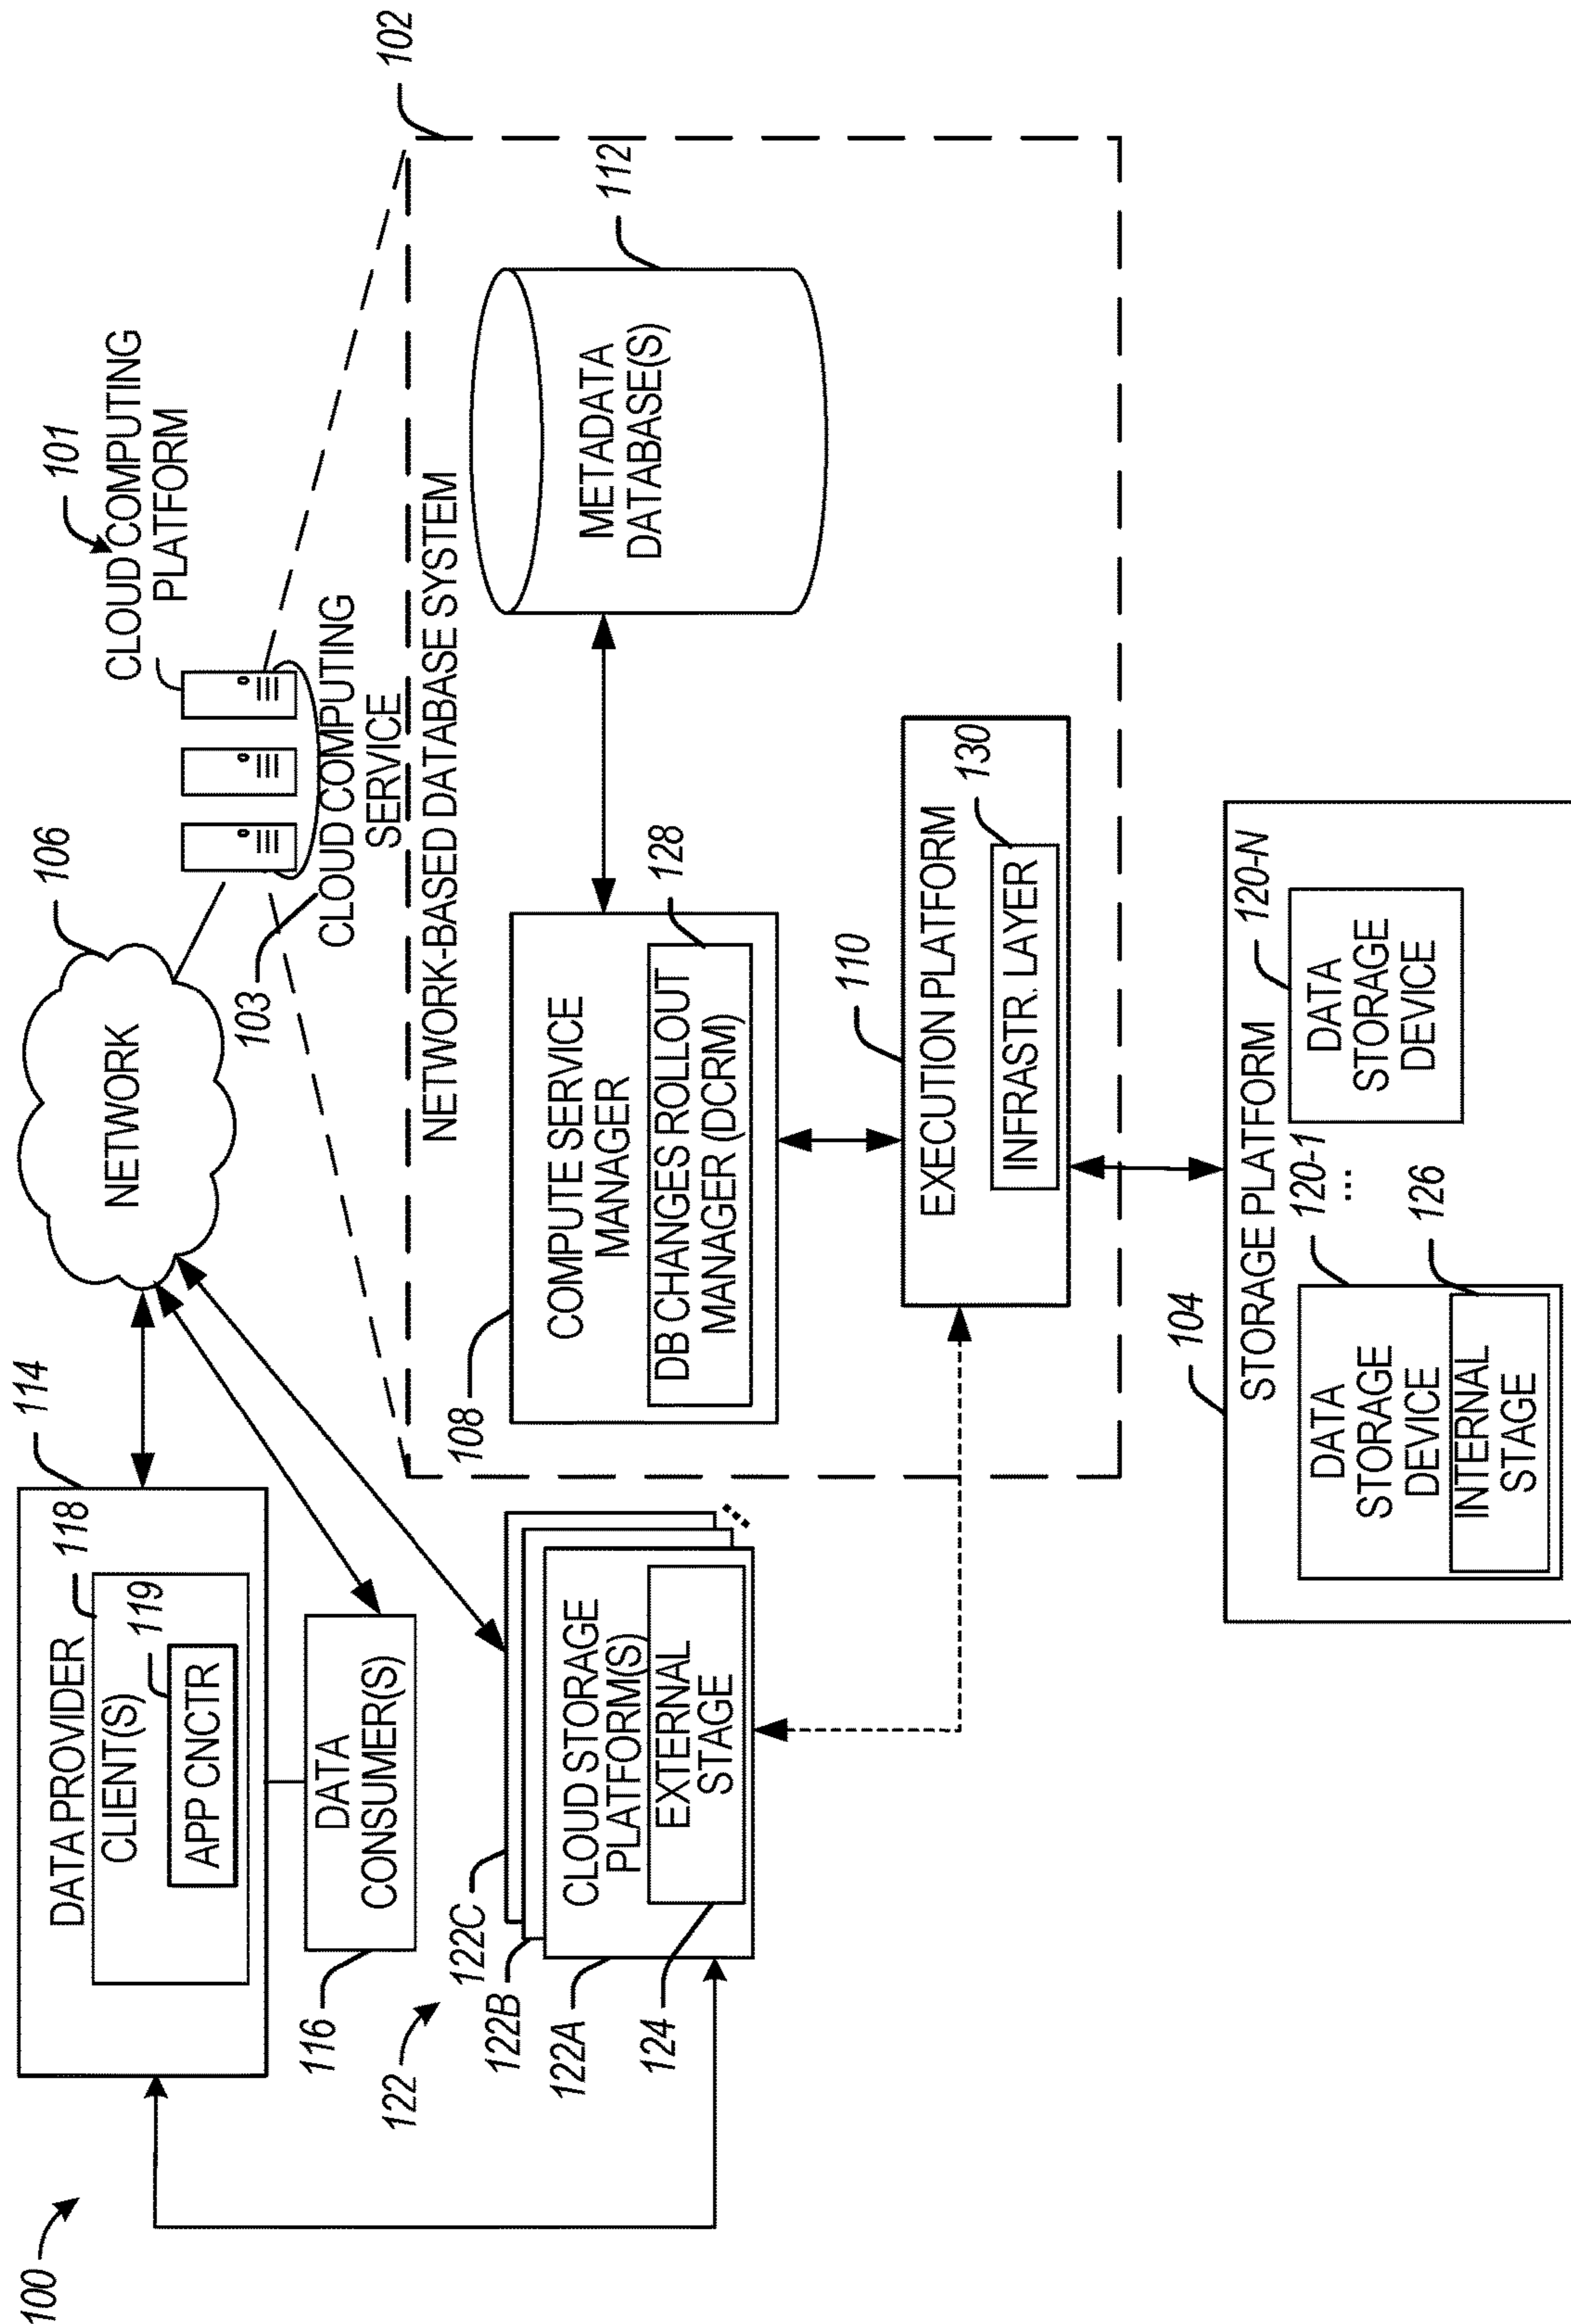 100
114
DATA PROVIDER
118
CLIENT(S)
119
APP CNCTR
NETWORK
106
101
CLOUD COMPUTING
PLATFORM
103
CLOUD COMPUTING
SERVICE
102
116
DATA
CONSUMER(S)
122
122C
122B
122A
124
CLOUD STORAGE
PLATFORM(S)
EXTERNAL
STAGE
...
NETWORK-BASED DATABASE SYSTEM
108
COMPUTE SERVICE
MANAGER
128
DB CHANGES ROLLOUT
MANAGER (DCRM)
112
METADATA
DATABASE(S)
110
EXECUTION PLATFORM
130
INFRASTR. LAYER
104
STORAGE PLATFORM
120-1
DATA
STORAGE
DEVICE
126
INTERNAL
STAGE
...
120-N
DATA
STORAGE
DEVICE